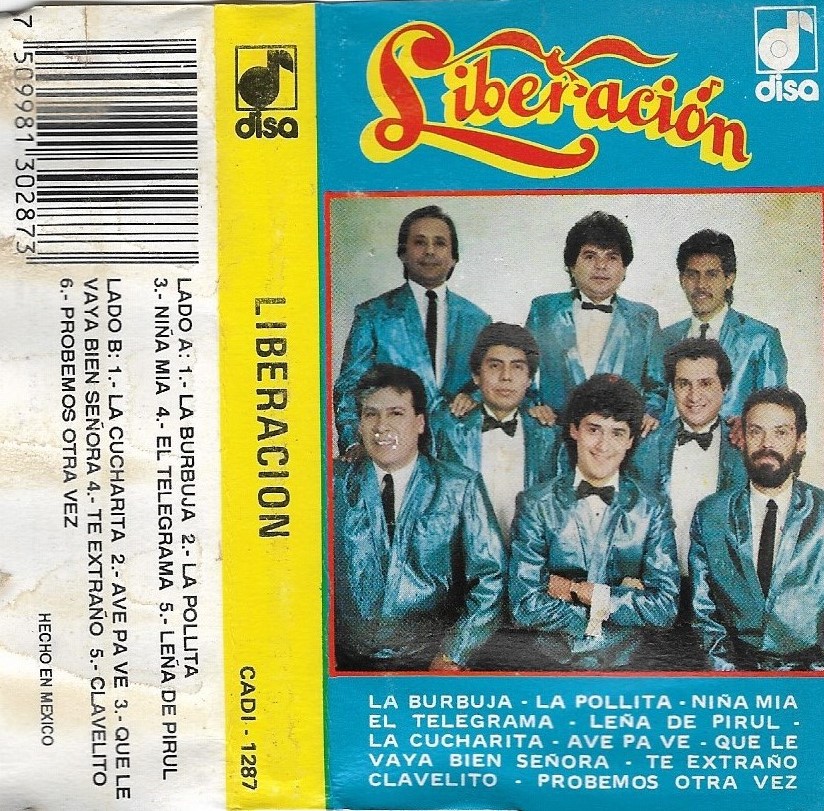 7 509981 302873
LADO A: 1.- LA BURBUJA 2.- LA POLLITA
3.- NIÑA MIA 4.- EL TELEGRAMA 5.- LEÑA DE PIRUL
LADO B: 1.- LA CUCHARITA 2.- AVE PA VE 3.- QUE LE
VAYA BIEN SEÑORA 4.- TE EXTRAÑO 5.- CLAVELITO
6.- PROBEMOS OTRA VEZ
HECHO EN MEXICO
disa
LIBERACION
CADI - 1287
Liberación
disa
LA BURBUJA - LA POLLITA - NIÑA MIA
EL TELEGRAMA - LEÑA DE PIRUL -
LA CUCHARITA - AVE PA VE - QUE LE
VAYA BIEN SEÑORA - TE EXTRAÑO
CLAVELITO - PROBEMOS OTRA VEZ